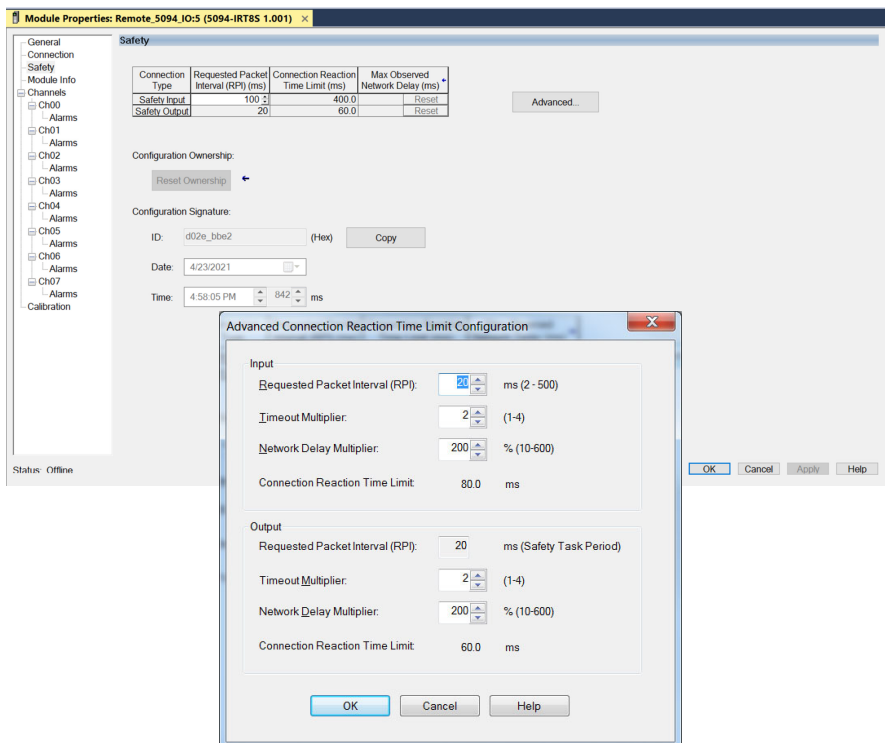 Module Properties: Remote_5094_IO:5 (5094-IRT8S 1.001) ×
General
Connection
Safety
Module Info
Channels
Ch00
Alarms
Ch01
Alarms
Ch02
Alarms
Ch03
Alarms
Ch04
Alarms
Ch05
Alarms
Ch06
Alarms
Ch07
Alarms
Calibration
Safety
Connection Type Requested Packet Interval (RPI) (ms) Connection Reaction Time Limit (ms) Max Observed Network Delay (ms)
Safety Input 100 400.0 Reset
Safety Output 20 60.0 Reset
Advanced...
Configuration Ownership:
Reset Ownership
Configuration Signature:
ID: d02e_bbe2 (Hex) Copy
Date: 4/23/2021
Time: 4:58:05 PM 842 ms
Status: Offline
OK Cancel Apply Help
Advanced Connection Reaction Time Limit Configuration
Input
Requested Packet Interval (RPI): 20 ms (2 - 500)
Timeout Multiplier: 2 (1-4)
Network Delay Multiplier: 200 % (10-600)
Connection Reaction Time Limit: 80.0 ms
Output
Requested Packet Interval (RPI): 20 ms (Safety Task Period)
Timeout Multiplier: 2 (1-4)
Network Delay Multiplier: 200 % (10-600)
Connection Reaction Time Limit: 60.0 ms
OK Cancel Help